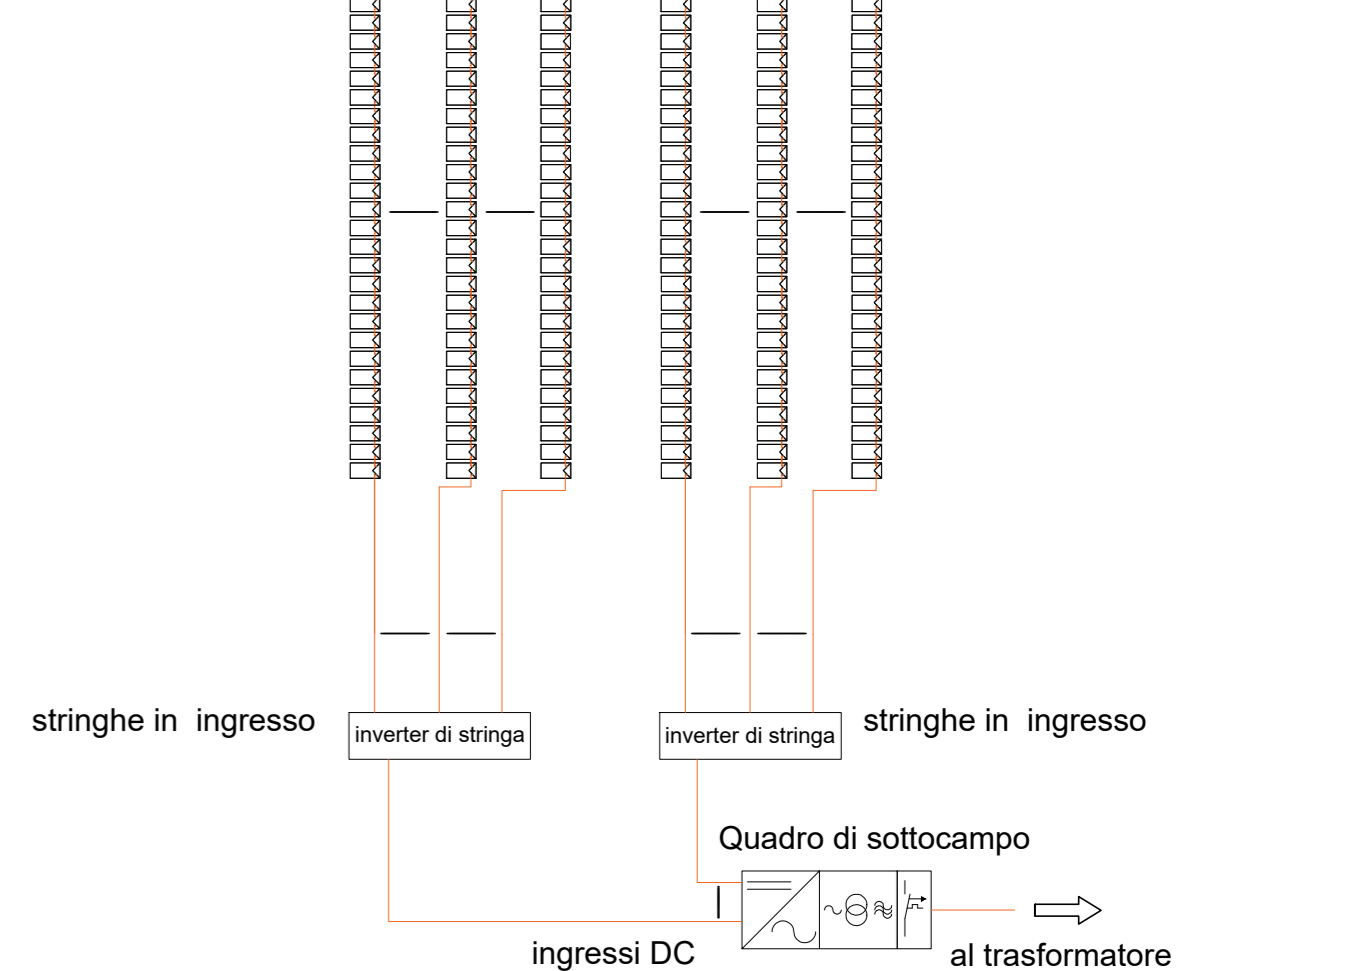 stringhe in  ingresso
inverter di stringa
inverter di stringa
stringhe in  ingresso
Quadro di sottocampo
ingressi DC
al trasformatore